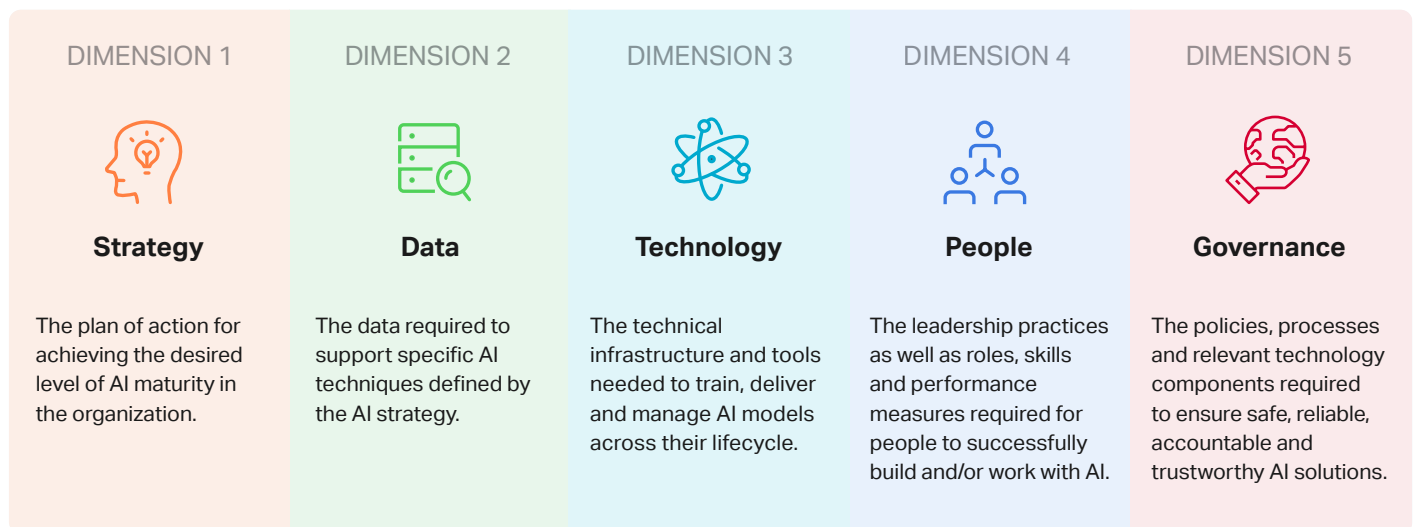 DIMENSION 1
Strategy
The plan of action for
achieving the desired
level of AI maturity in
the organization.
DIMENSION 2
Data
The data required to
support specific AI
techniques defined by
the AI strategy.
DIMENSION 3
Technology
The technical
infrastructure and tools
needed to train, deliver
and manage AI models
across their lifecycle.
DIMENSION 4
People
The leadership practices
as well as roles, skills
and performance
measures required for
people to successfully
build and/or work with AI.
DIMENSION 5
Governance
The policies, processes
and relevant technology
components required
to ensure safe, reliable,
accountable and
trustworthy AI solutions.